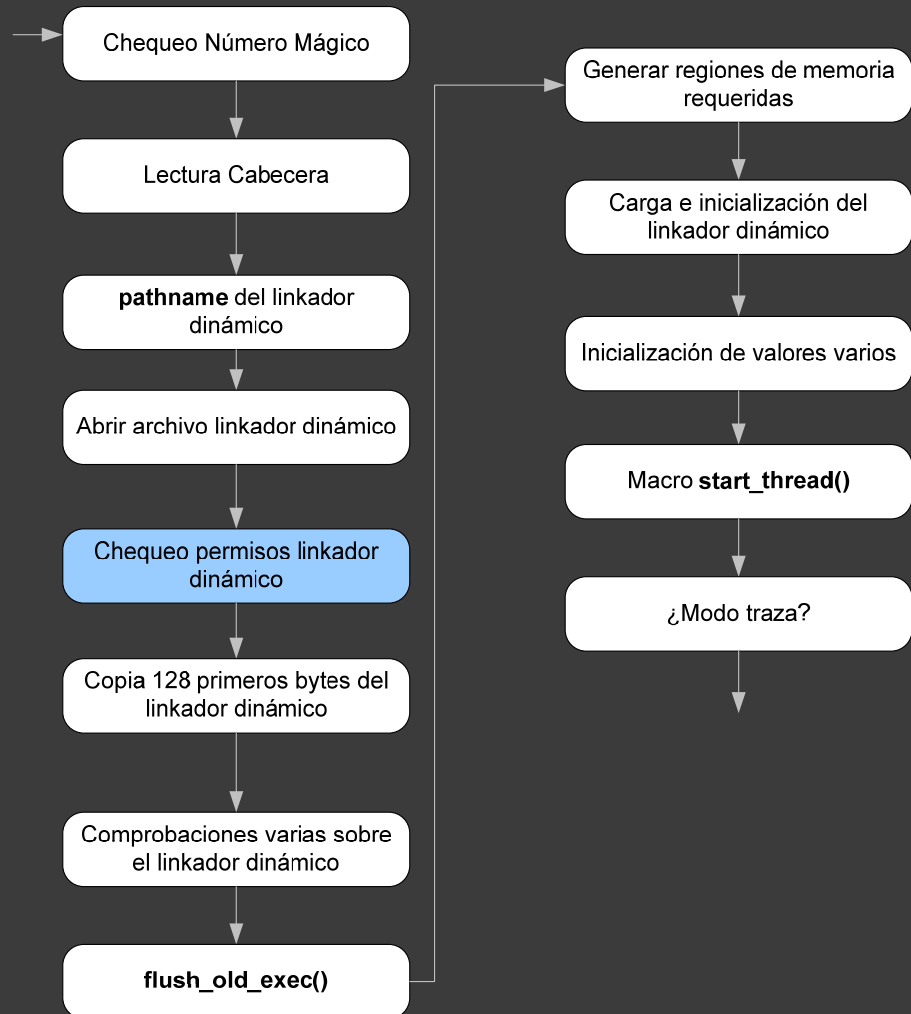 Chequeo Número Mágico
Lectura Cabecera
pathname del linkador
dinámico
Abrir archivo linkador dinámico
Chequeo permisos linkador
dinámico
Copia 128 primeros bytes del
linkador dinámico
Comprobaciones varias sobre
el linkador dinámico
flush_old_exec()
Generar regiones de memoria
requeridas
Carga e inicialización del
linkador dinámico
Inicialización de valores varios
Macro start_thread()
¿Modo traza?